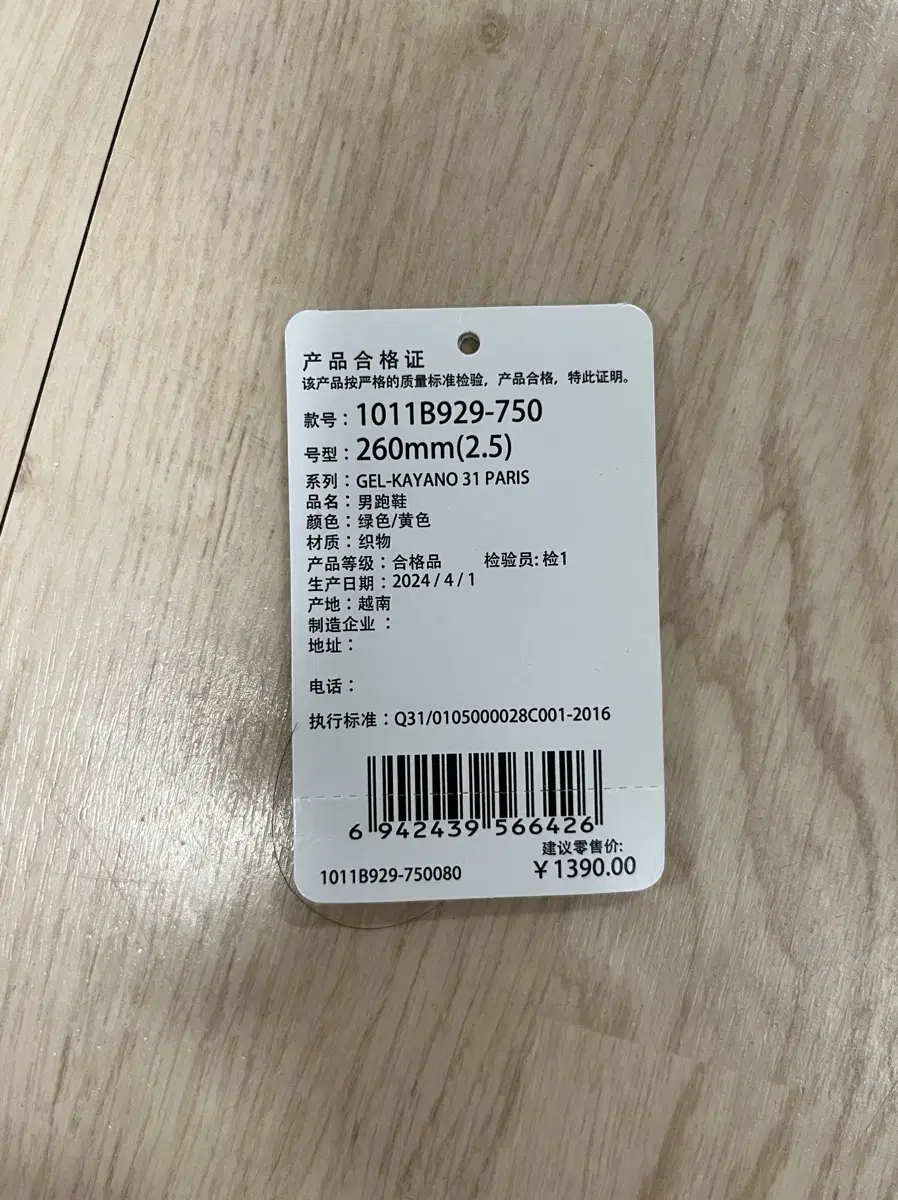 产品合格证
该产品按严格的质量标准检验，产品合格，特此证明。
款号：1011B929-750
号型：260mm(2.5)
系列：GEL-KAYANO 31 PARIS
品名：男跑鞋
颜色：绿色/黄色
材质：织物
产品等级：合格品 检验员: 检1
生产日期：2024 / 4 / 1
产地：越南
制造企业：
地址：
电话：
执行标准：Q31/0105000028C001-2016
6 942439 566426
建议零售价:
1011B929-750080 ¥1390.00